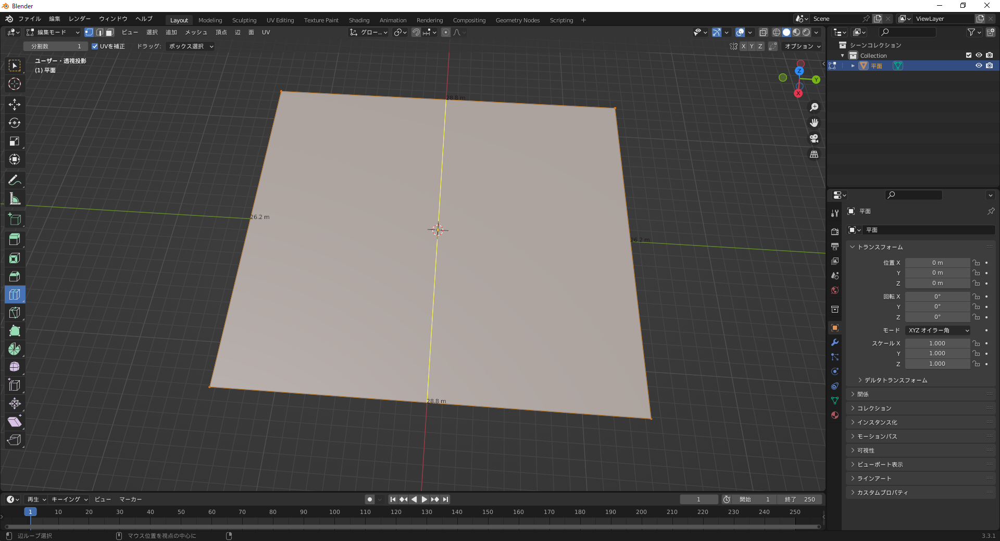 Blender
ファイル 編集 レンダー ウィンドウ ヘルプ Layout Modeling Sculpting UV Editing Texture Paint Shading Animation Rendering Compositing Geometry Nodes Scripting + Scene ViewLayer
編集モード ビュー 選択 追加 メッシュ 頂点 辺 面 UV グロー...
分割数 1 UVを補正 ドラッグ: ボックス選択 X Y Z オプション
シーンコレクション
Collection
平面
ユーザー・透視投影
(1) 平面
Z
Y
X
28.8 m
26.2 m
26.2 m
28.8 m
平面
平面
トランスフォーム
位置 X 0 m
Y 0 m
Z 0 m
回転 X 0°
Y 0°
Z 0°
モード XYZ オイラー角
スケール X 1.000
Y 1.000
Z 1.000
デルタトランスフォーム
関係
コレクション
インスタンス化
モーションパス
可視性
ビューポート表示
ラインアート
カスタムプロパティ
再生 キーイング ビュー マーカー 1 開始 1 終了 250
1 10 20 30 40 50 60 70 80 90 100 110 120 130 140 150 160 170 180 190 200 210 220 230 240 250
辺ループ選択 マウス位置を視点の中心に 3.3.1